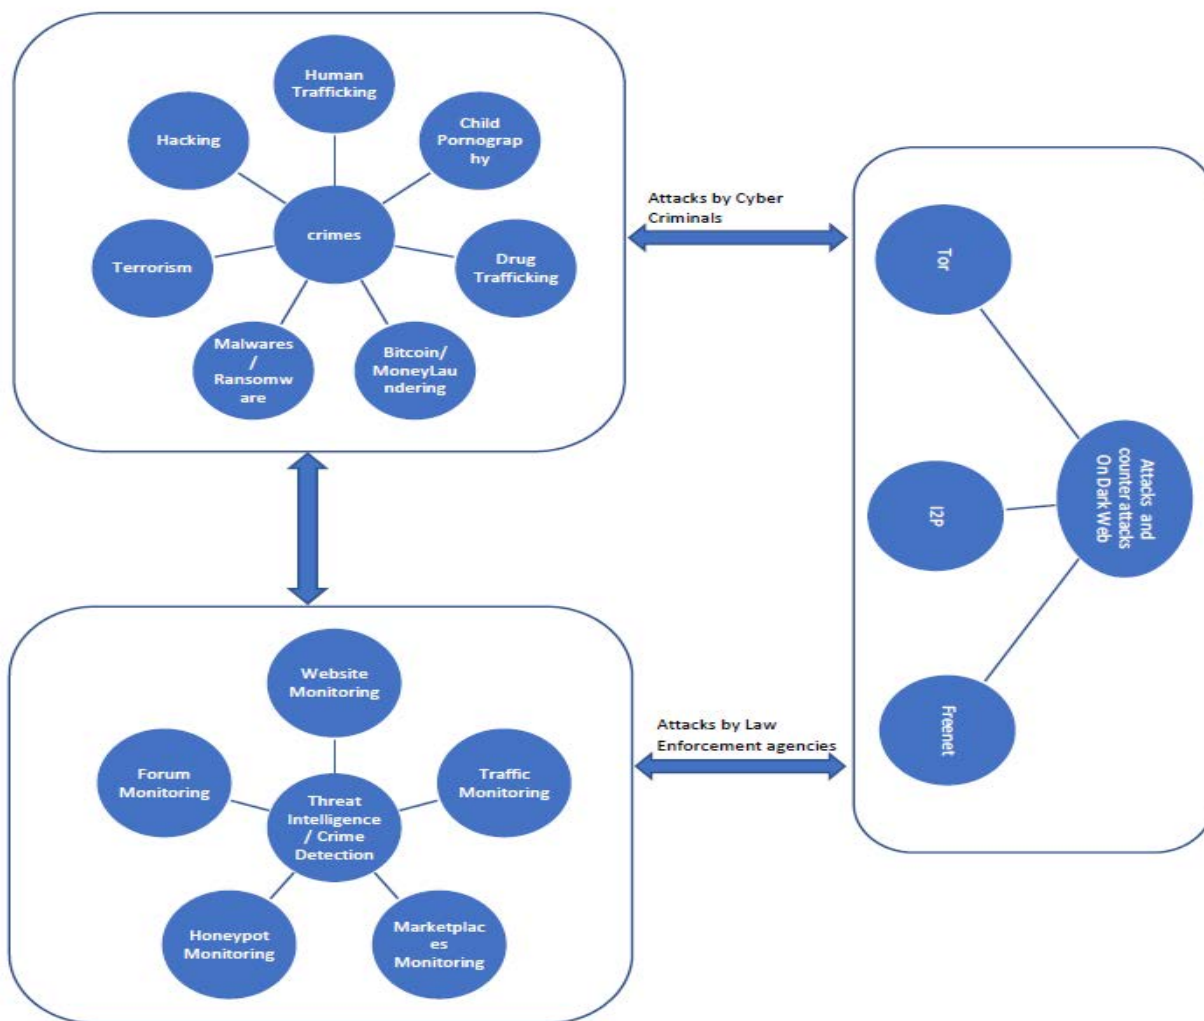 Human
Trafficking
Child
Pornograp
hy
Hacking
crimes
Terrorism
Drug
Trafficking
Malwares
/
Ransomw
are
Bitcoin/
MoneyLau
ndering
Attacks by Cyber
Criminals
Tor
I2P
Freenet
Attacks and
counter attacks
On Dark Web
Website
Monitoring
Forum
Monitoring
Traffic
Monitoring
Threat
Intelligence
/ Crime
Detection
Honeypot
Monitoring
Marketplac
es
Monitoring
Attacks by Law
Enforcement agencies